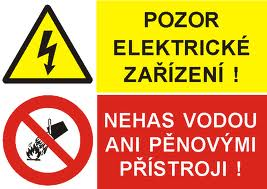 POZOR
ELEKTRICKÉ
ZAŘÍZENÍ !
NEHAS VODOU
ANI PĚNOVÝMI
PŘÍSTROJI !